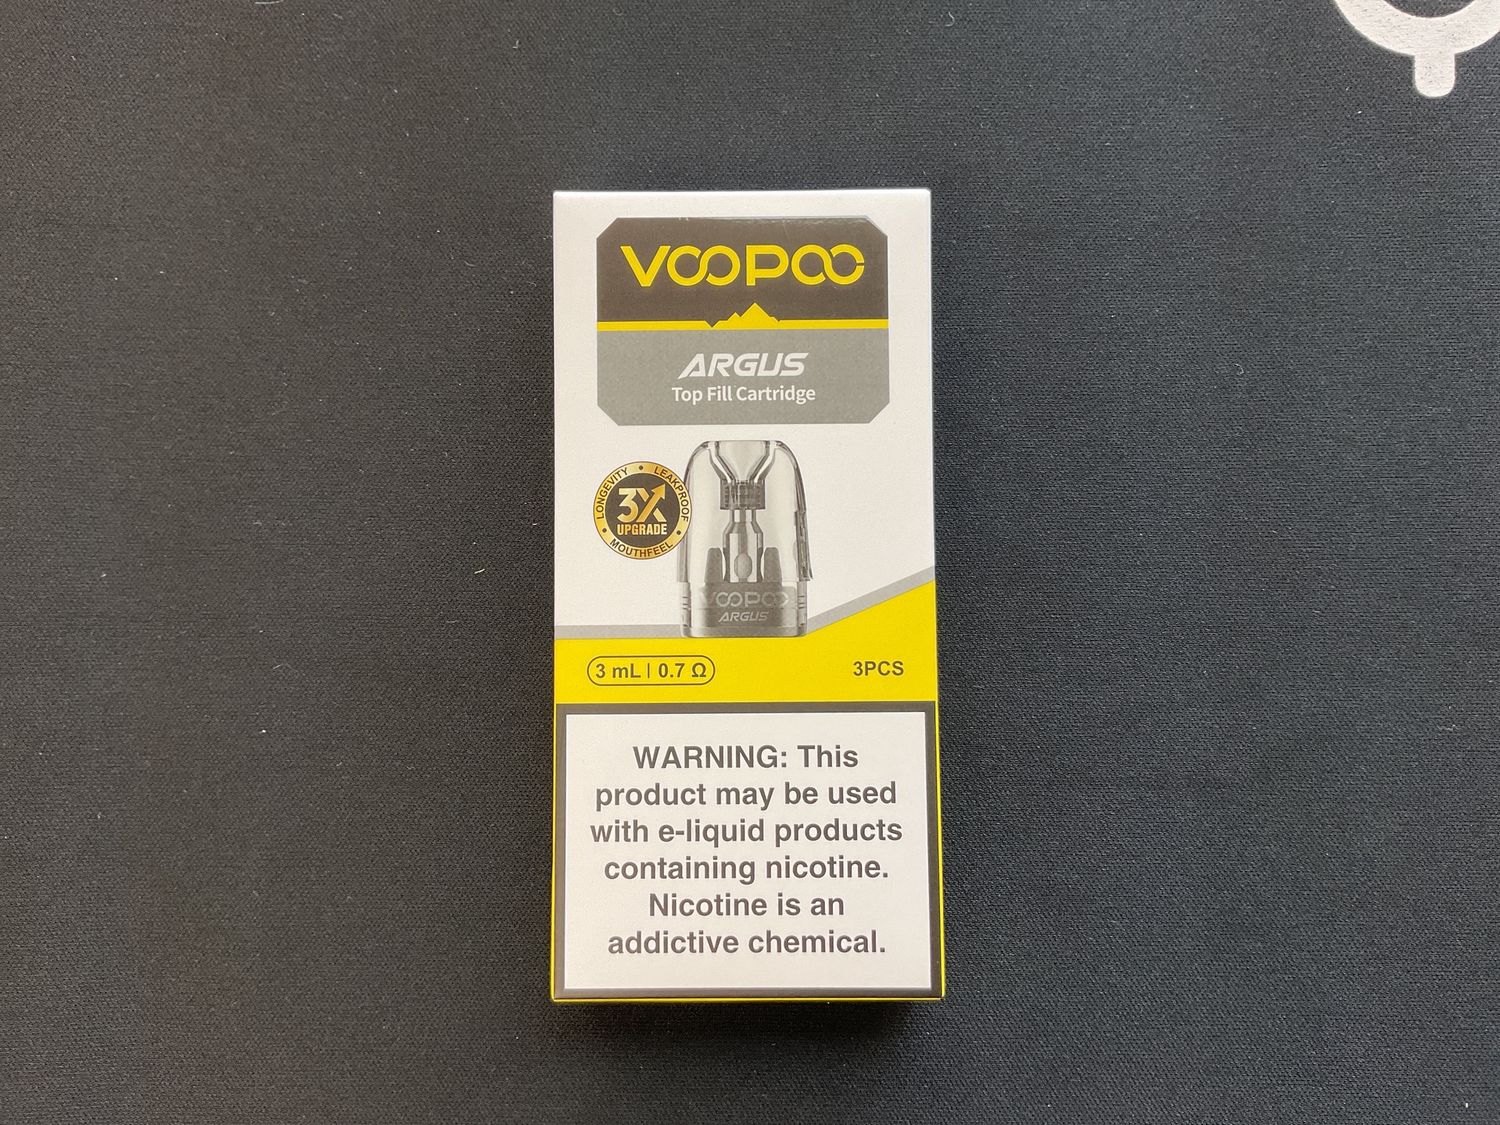 VOOPOO
ARGUS
Top Fill Cartridge
LONGEVITY • LEAKPROOF • MOUTHFEEL •
3X
UPGRADE
VOOPOO
ARGUS
3 mL | 0.7 Ω
3PCS
WARNING: This
product may be used
with e-liquid products
containing nicotine.
Nicotine is an
addictive chemical.